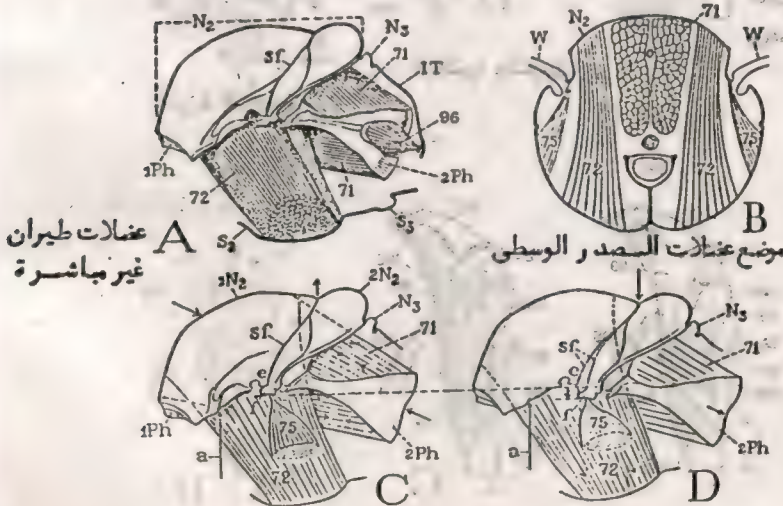 N₂
sf
N₃
71
IT
96
1Ph
72
71
2Ph
S₂
S₃
A
W
N₂
71
W
75
72
72
75
B
عضلات طيران
غير مباشرة
موضع عضلات الصدر الوسطى
1N₂
2N₂
N₃
sf
71
e
f
1Ph
75
a
72
2Ph
C
N₃
sf
71
e
f
1Ph
75
a
72
2Ph
D